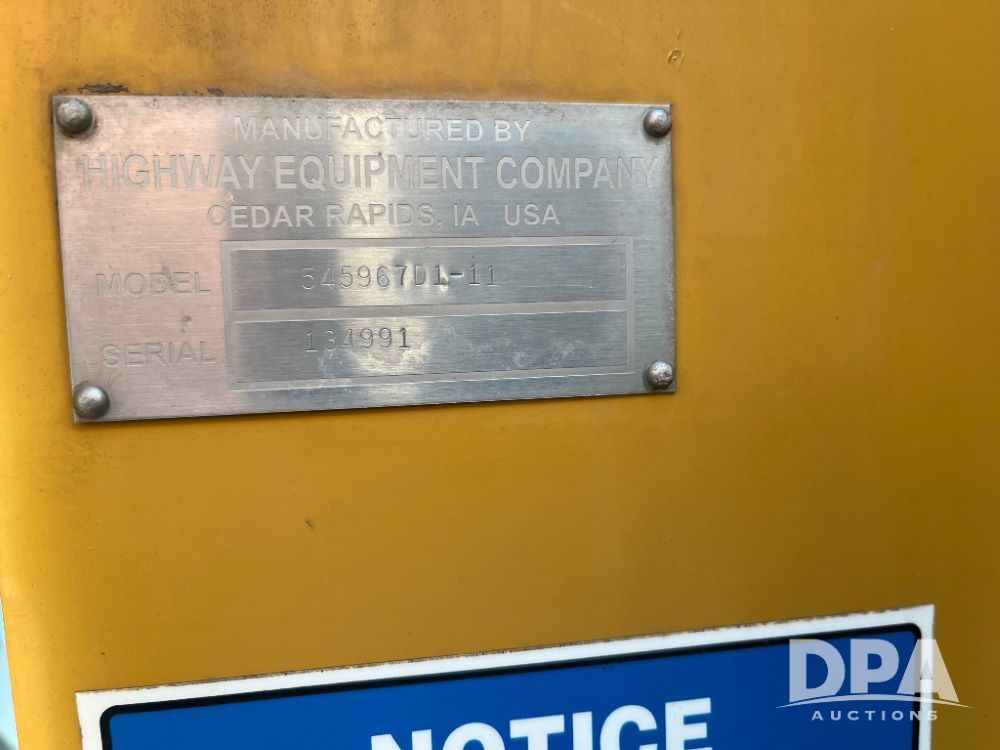 MANUFACTURED BY
HIGHWAY EQUIPMENT COMPANY
CEDAR RAPIDS, IA USA
MODEL 545967D1-11
SERIAL 134991
NOTICE
DPA
AUCTIONS